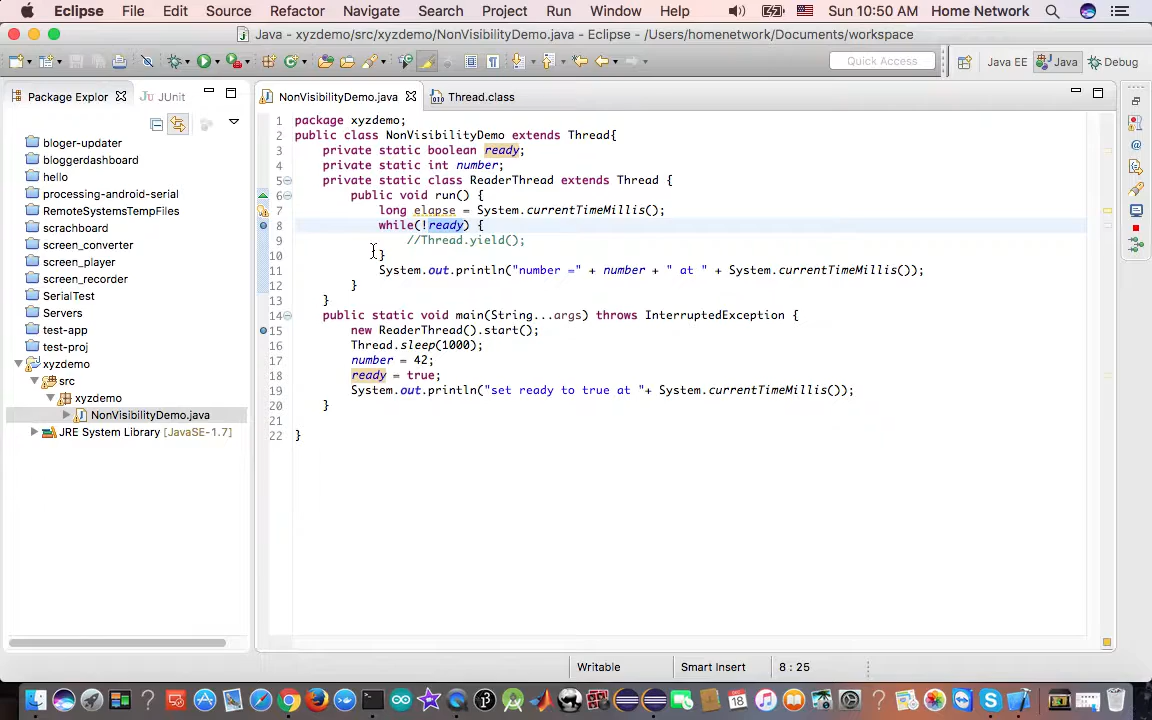 Eclipse File Edit Source Refactor Navigate Search Project Run Window Help Sun 10:50 AM Home Network
Java - xyzdemo/src/xyzdemo/NonVisibilityDemo.java - Eclipse - /Users/homenetwork/Documents/workspace
Quick Access Java EE Java Debug
Package Explor JUnit
NonVisibilityDemo.java Thread.class
bloger-updater
bloggerdashboard
hello
processing-android-serial
RemoteSystemsTempFiles
scrachboard
screen_converter
screen_player
screen_recorder
SerialTest
Servers
test-app
test-proj
xyzdemo
src
xyzdemo
NonVisibilityDemo.java
JRE System Library [JavaSE-1.7]
1 package xyzdemo;
2 public class NonVisibilityDemo extends Thread{
3 private static boolean ready;
4 private static int number;
5 private static class ReaderThread extends Thread {
6 public void run() {
7 long elapse = System.currentTimeMillis();
8 while(!ready) {
9 //Thread.yield();
10 }
11 System.out.println("number =" + number + " at " + System.currentTimeMillis());
12 }
13 }
14 public static void main(String...args) throws InterruptedException {
15 new ReaderThread().start();
16 Thread.sleep(1000);
17 number = 42;
18 ready = true;
19 System.out.println("set ready to true at "+ System.currentTimeMillis());
20 }
21
22 }
Writable Smart Insert 8 : 25
18